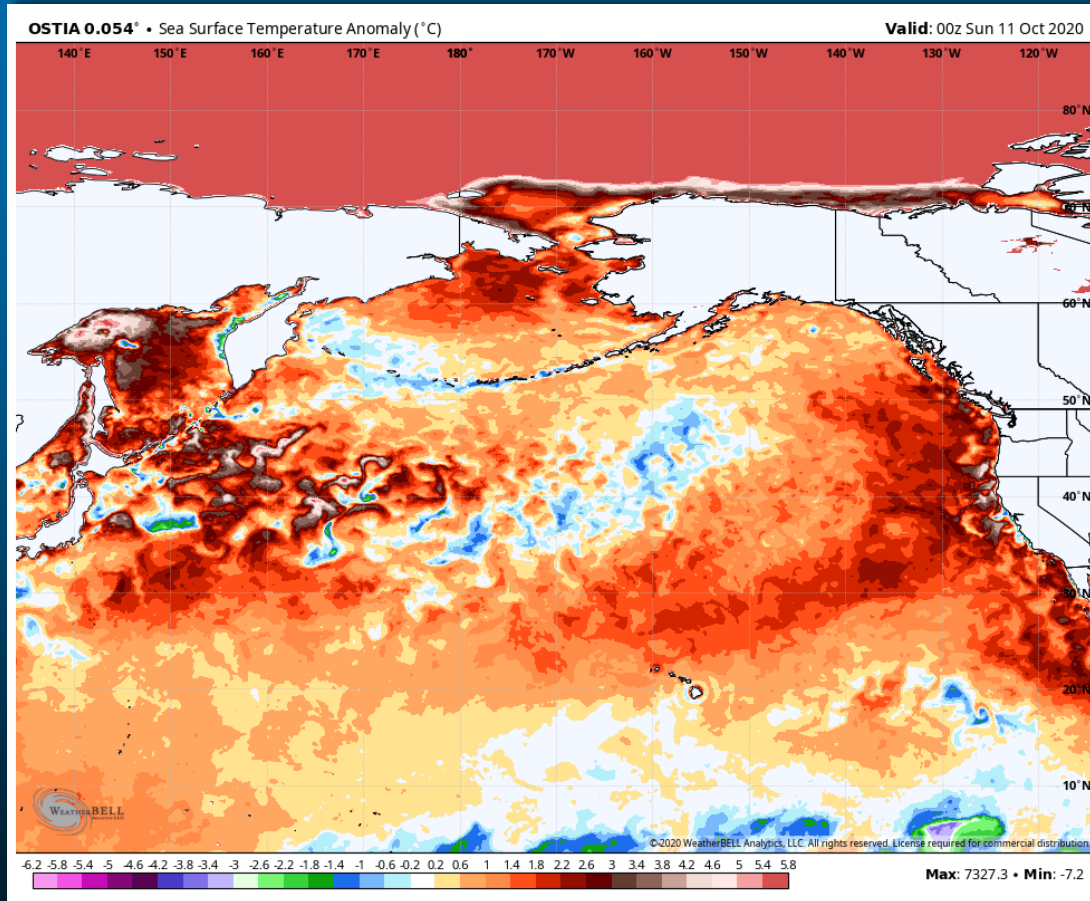 OSTIA 0.054° • Sea Surface Temperature Anomaly (°C)
Valid: 00z Sun 11 Oct 2020
140°E 150°E 160°E 170°E 180° 170°W 160°W 150°W 140°W 130°W 120°W
80°N
60°N
50°N
40°N
30°N
20°N
10°N
WEATHERBELL
©2020 WeatherBELL Analytics, LLC. All rights reserved. License required for commercial distribution.
-6.2 -5.8 -5.4 -5 -4.6 -4.2 -3.8 -3.4 -3 -2.6 -2.2 -1.8 -1.4 -1 -0.6 -0.2 0.2 0.6 1 1.4 1.8 2.2 2.6 3 3.4 3.8 4.2 4.6 5 5.4 5.8
Max: 7327.3 • Min: -7.2